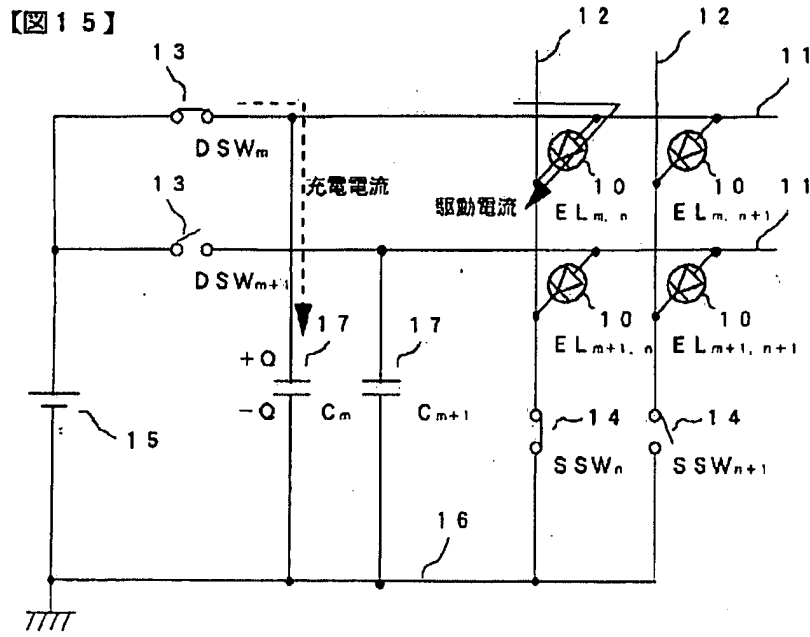 【図15】
13
12
12
11
DSWm
充電電流
駆動電流
10
ELm,n
10
ELm,n+1
13
11
DSWm+1
17
17
10
ELm+1,n
10
ELm+1,n+1
+Q
-Q
Cm
Cm+1
15
14
SSWn
14
SSWn+1
16